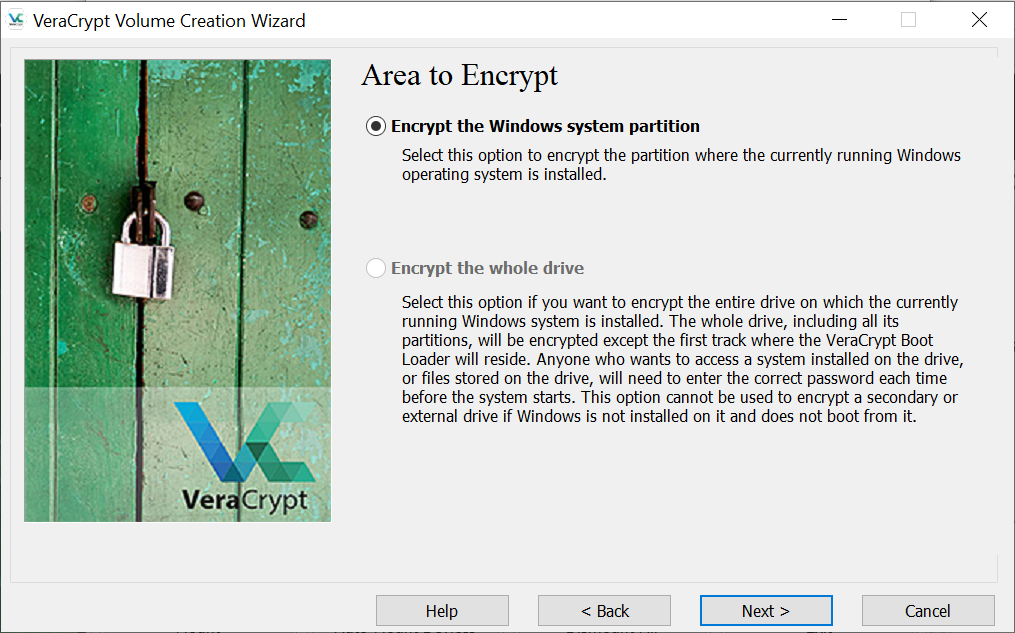 VeraCrypt Volume Creation Wizard
Area to Encrypt
Encrypt the Windows system partition
Select this option to encrypt the partition where the currently running Windows
operating system is installed.
Encrypt the whole drive
Select this option if you want to encrypt the entire drive on which the currently
running Windows system is installed. The whole drive, including all its
partitions, will be encrypted except the first track where the VeraCrypt Boot
Loader will reside. Anyone who wants to access a system installed on the drive,
or files stored on the drive, will need to enter the correct password each time
before the system starts. This option cannot be used to encrypt a secondary or
external drive if Windows is not installed on it and does not boot from it.
VeraCrypt
Help
< Back
Next >
Cancel